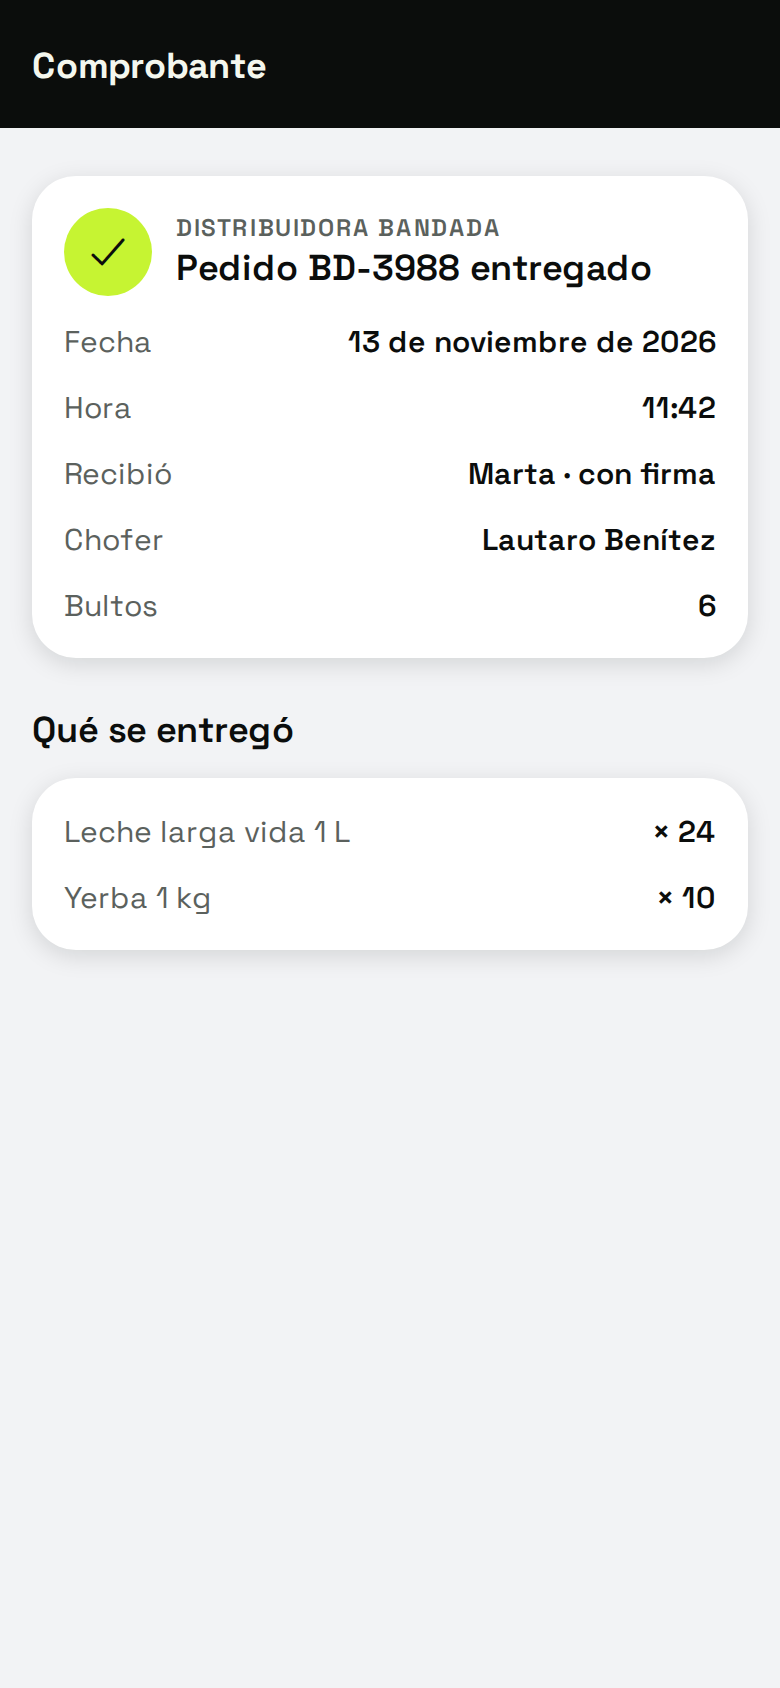 Comprobante
DISTRIBUIDORA BANDADA
Pedido BD-3988 entregado
Fecha 13 de noviembre de 2026
Hora 11:42
Recibió Marta · con firma
Chofer Lautaro Benítez
Bultos 6
Qué se entregó
Leche larga vida 1 L × 24
Yerba 1 kg × 10